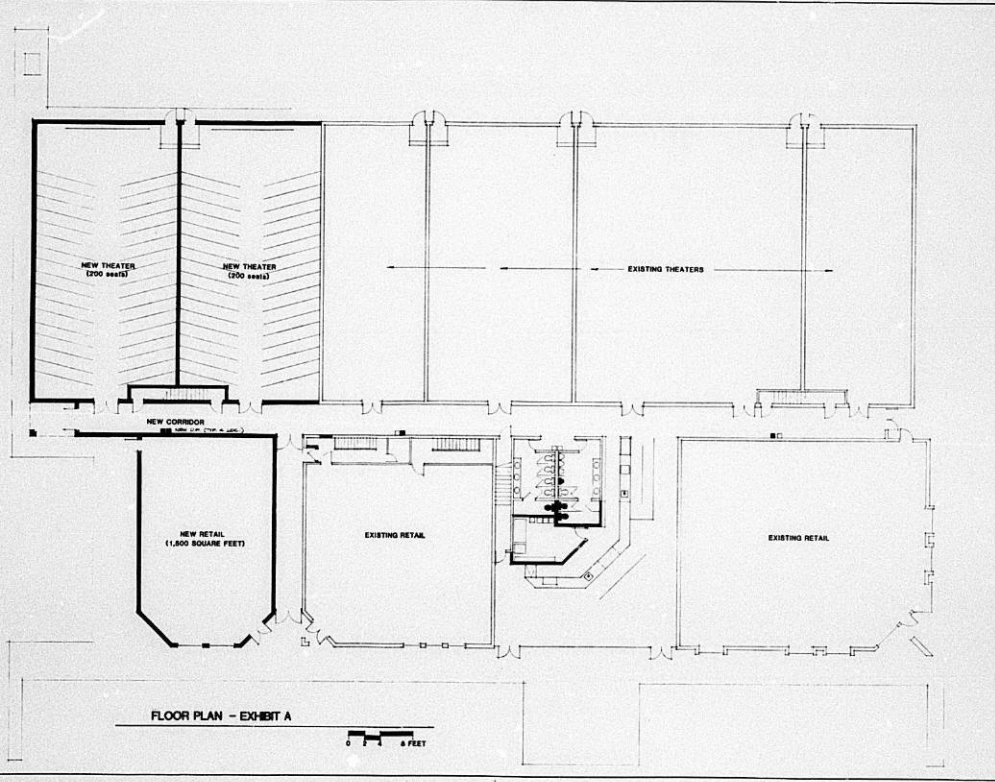 NEW THEATER
(200 seats)
NEW THEATER
(200 seats)
EXISTING THEATERS
NEW CORRIDOR
NEW RETAIL
(1,800 SQUARE FEET)
EXISTING RETAIL
EXISTING RETAIL
FLOOR PLAN - EXHIBIT A
0 2 4 8 FEET